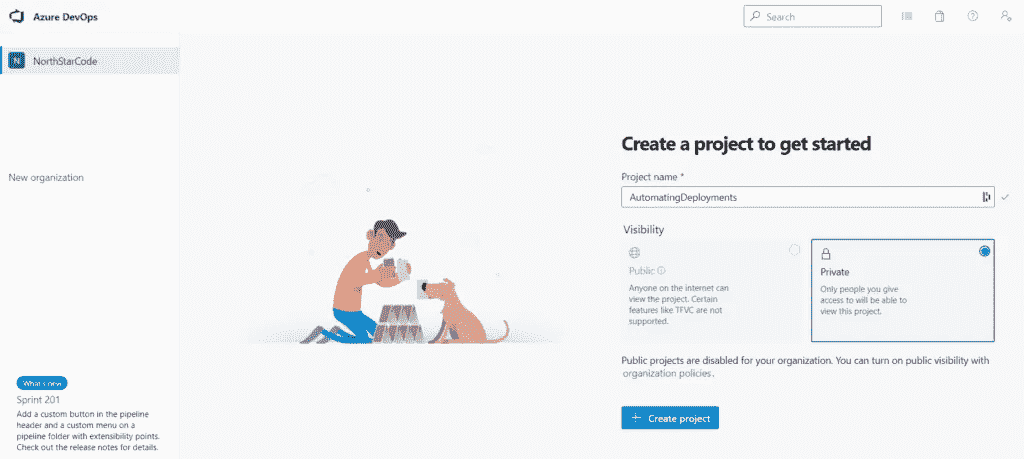 Azure DevOps
Search
N
NorthStarCode
New organization
What's new
Sprint 201
Add a custom button in the pipeline
header and a custom menu on a
pipeline folder with extensibility points.
Check out the release notes for details.
Create a project to get started
Project name *
AutomatingDeployments
Visibility
Public
Anyone on the internet can
view the project. Certain
features like TFVC are not
supported.
Private
Only people you give
access to will be able to
view this project.
Public projects are disabled for your organization. You can turn on public visibility with
organization policies.
+ Create project